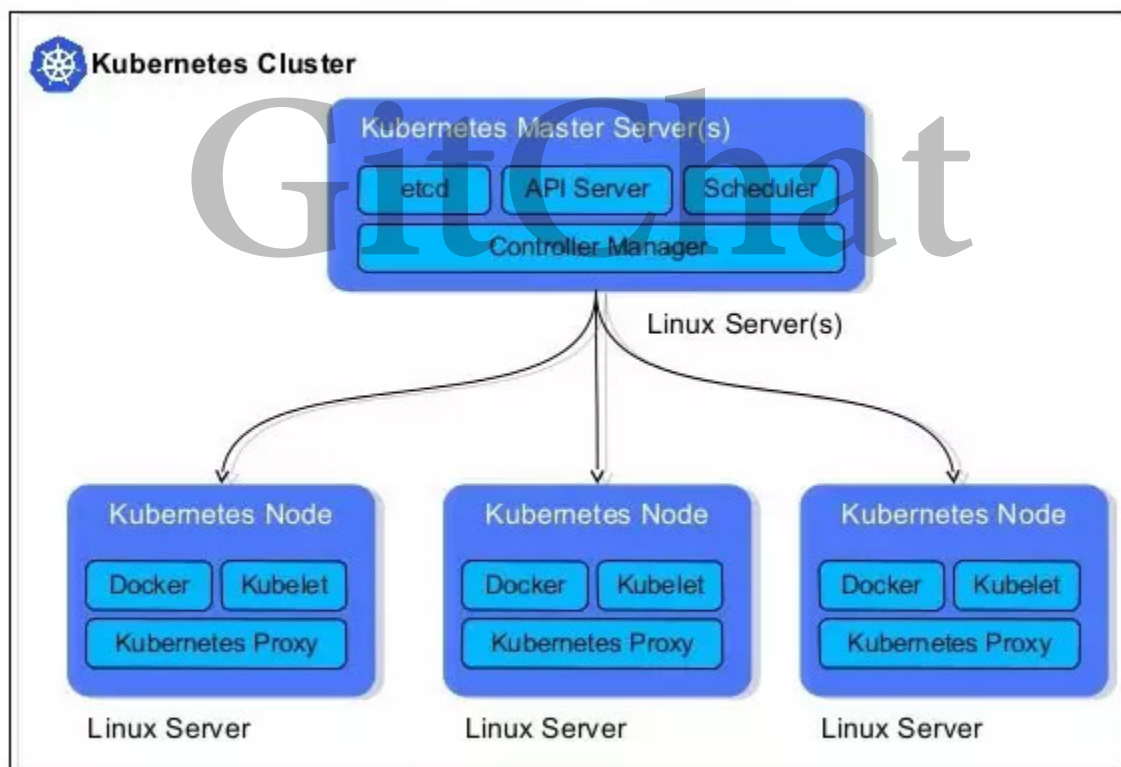 Kubernetes Cluster
GitChat
Kubernetes Master Server(s)
etcd API Server Scheduler
Controller Manager
Linux Server(s)
Kubernetes Node Kubernetes Node Kubernetes Node
Docker Kubelet Docker Kubelet Docker Kubelet
Kubernetes Proxy Kubernetes Proxy Kubernetes Proxy
Linux Server Linux Server Linux Server